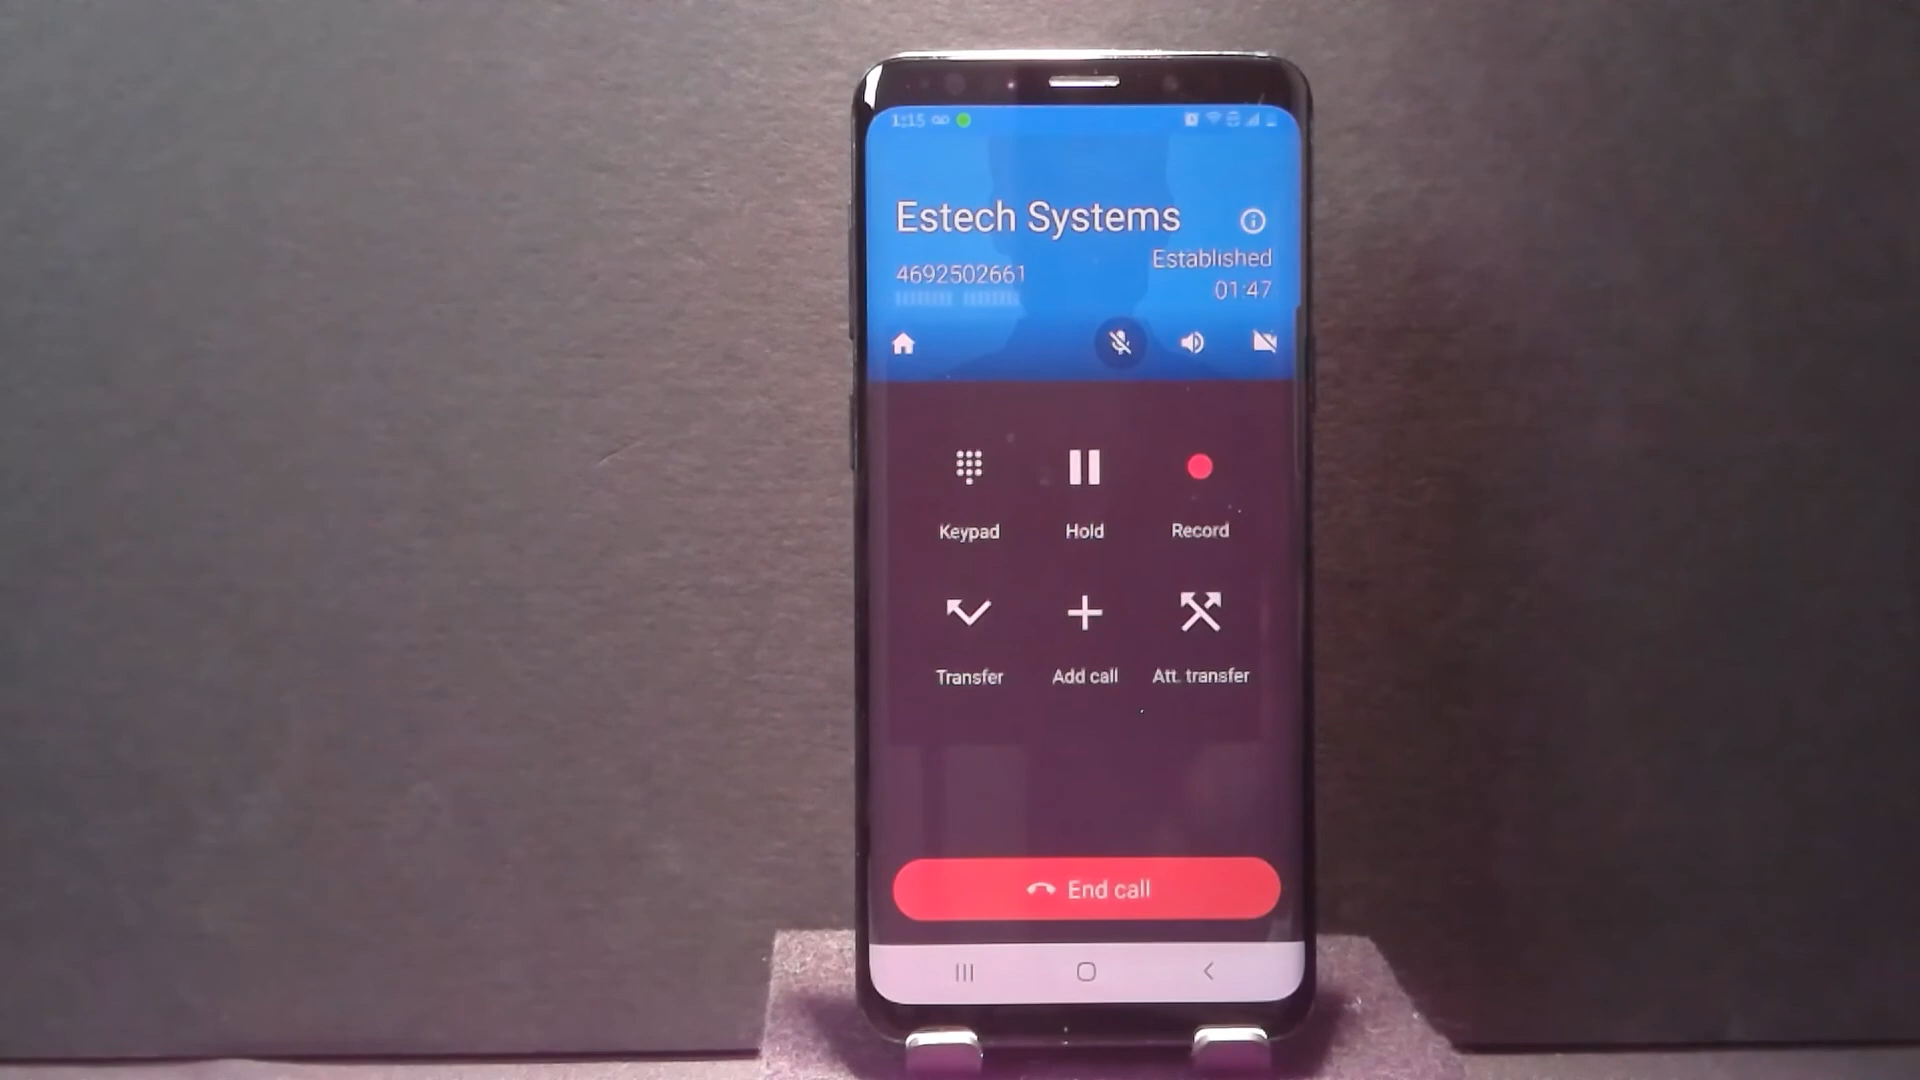 1:15
Estech Systems
Established
4692502661
01:47
Keypad Hold Record
Transfer Add call Att. transfer
End call